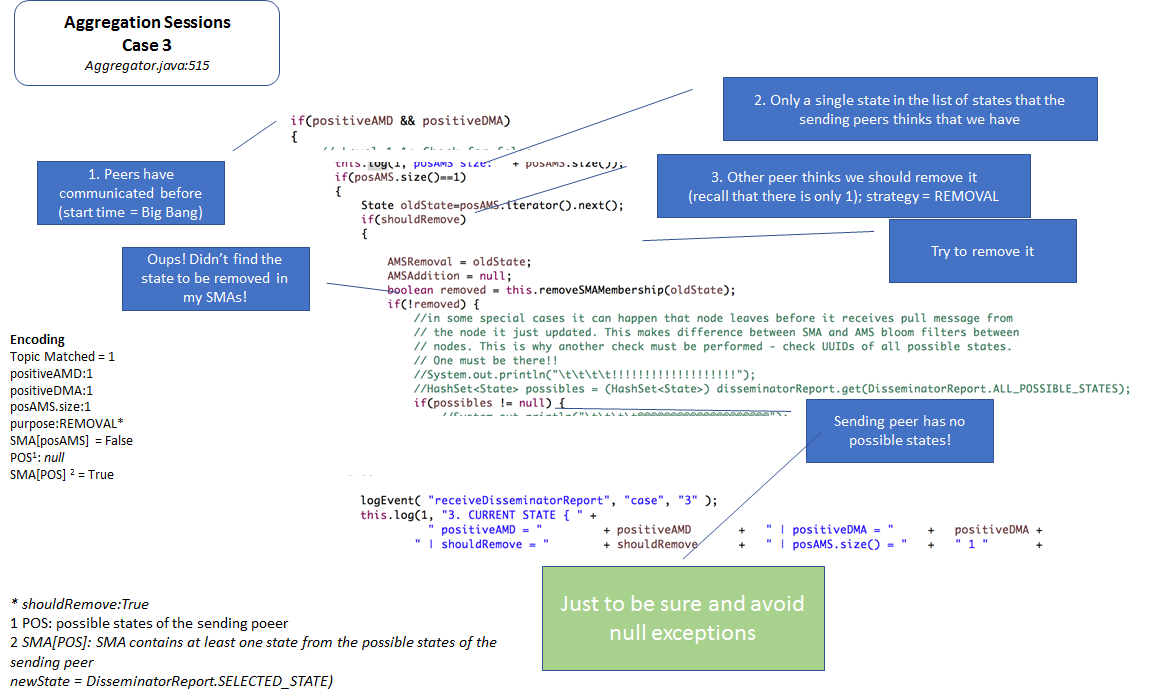 Aggregation Sessions
Case 3
Aggregator.java:515
2. Only a single state in the list of states that the
sending peers thinks that we have
if(positiveAMD && positiveDMA)
{
this.log(1, "posAMS size: " + posAMS.size());
1. Peers have
communicated before
(start time = Big Bang)
if(posAMS.size()==1)
{
3. Other peer thinks we should remove it
(recall that there is only 1); strategy = REMOVAL
State oldState=posAMS.iterator().next();
if(shouldRemove)
{
Try to remove it
Oups! Didn't find the
state to be removed in
my SMAs!
AMSRemoval = oldState;
AMSAddition = null;
boolean removed = this.removeSMAMembership(oldState);
if(!removed) {
//in some special cases it can happen that node leaves before it receives pull message from
// the node it just updated. This makes difference between SMA and AMS bloom filters between
// nodes. This is why another check must be performed - check UUIDs of all possible states.
// One must be there!!
//System.out.println("\t\t\t\t!!!!!!!!!!!!!!!!!!!!");
//HashSet<State> possibles = (HashSet<State>) disseminatorReport.get(DisseminatorReport.ALL_POSSIBLE_STATES);
if(possibles != null) {
Encoding
Topic Matched = 1
positiveAMD:1
positiveDMA:1
posAMS.size:1
purpose:REMOVAL*
SMA[posAMS] = False
POS¹: null
SMA[POS] ² = True
Sending peer has no
possible states!
logEvent( "receiveDisseminatorReport", "case", "3" );
this.log(1, "3. CURRENT STATE { " +
" positiveAMD = " + positiveAMD + " | positiveDMA = " + positiveDMA +
" | shouldRemove = " + shouldRemove + " | posAMS.size() = " + " 1 " +
Just to be sure and avoid
null exceptions
* shouldRemove:True
1 POS: possible states of the sending poeer
2 SMA[POS]: SMA contains at least one state from the possible states of the
sending peer
newState = DisseminatorReport.SELECTED_STATE)